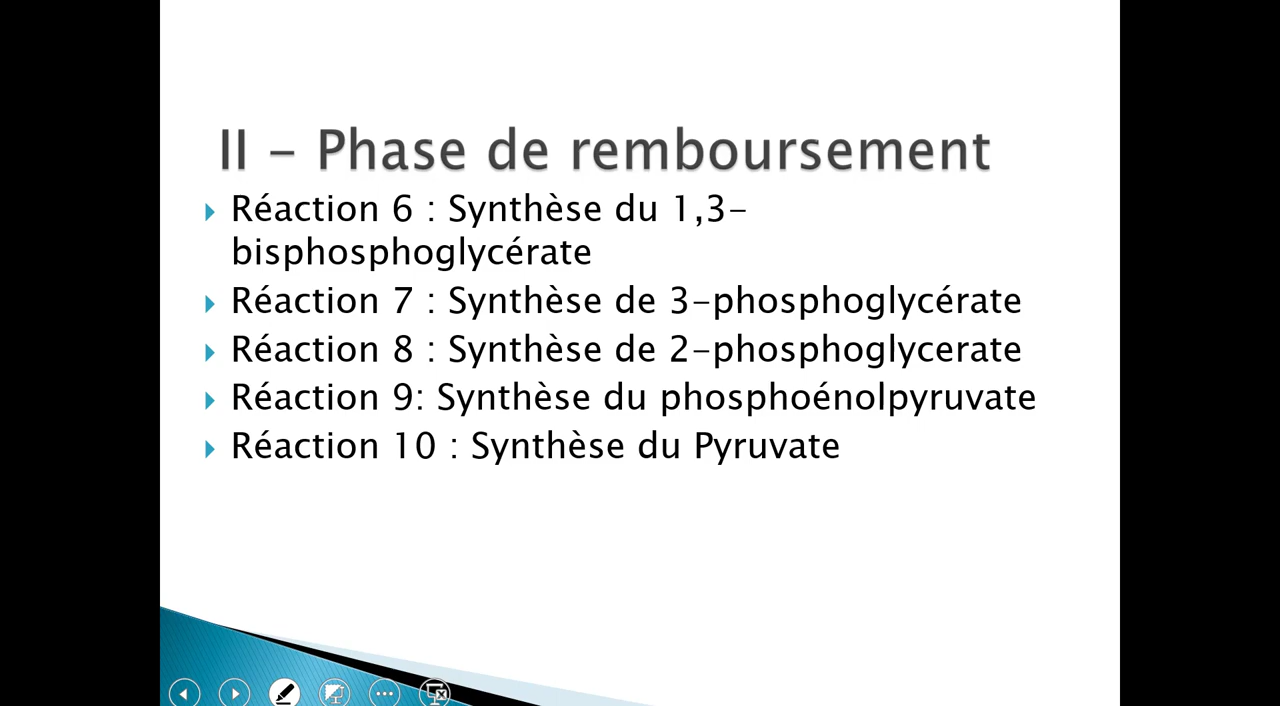 II - Phase de remboursement
Réaction 6 : Synthèse du 1,3-
bisphosphoglycérate
Réaction 7 : Synthèse de 3-phosphoglycérate
Réaction 8 : Synthèse de 2-phosphoglycerate
Réaction 9: Synthèse du phosphoénolpyruvate
Réaction 10 : Synthèse du Pyruvate